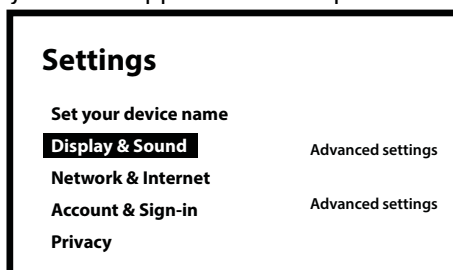 Settings
Set your device name
Display & Sound
Advanced settings
Network & Internet
Account & Sign-in
Advanced settings
Privacy